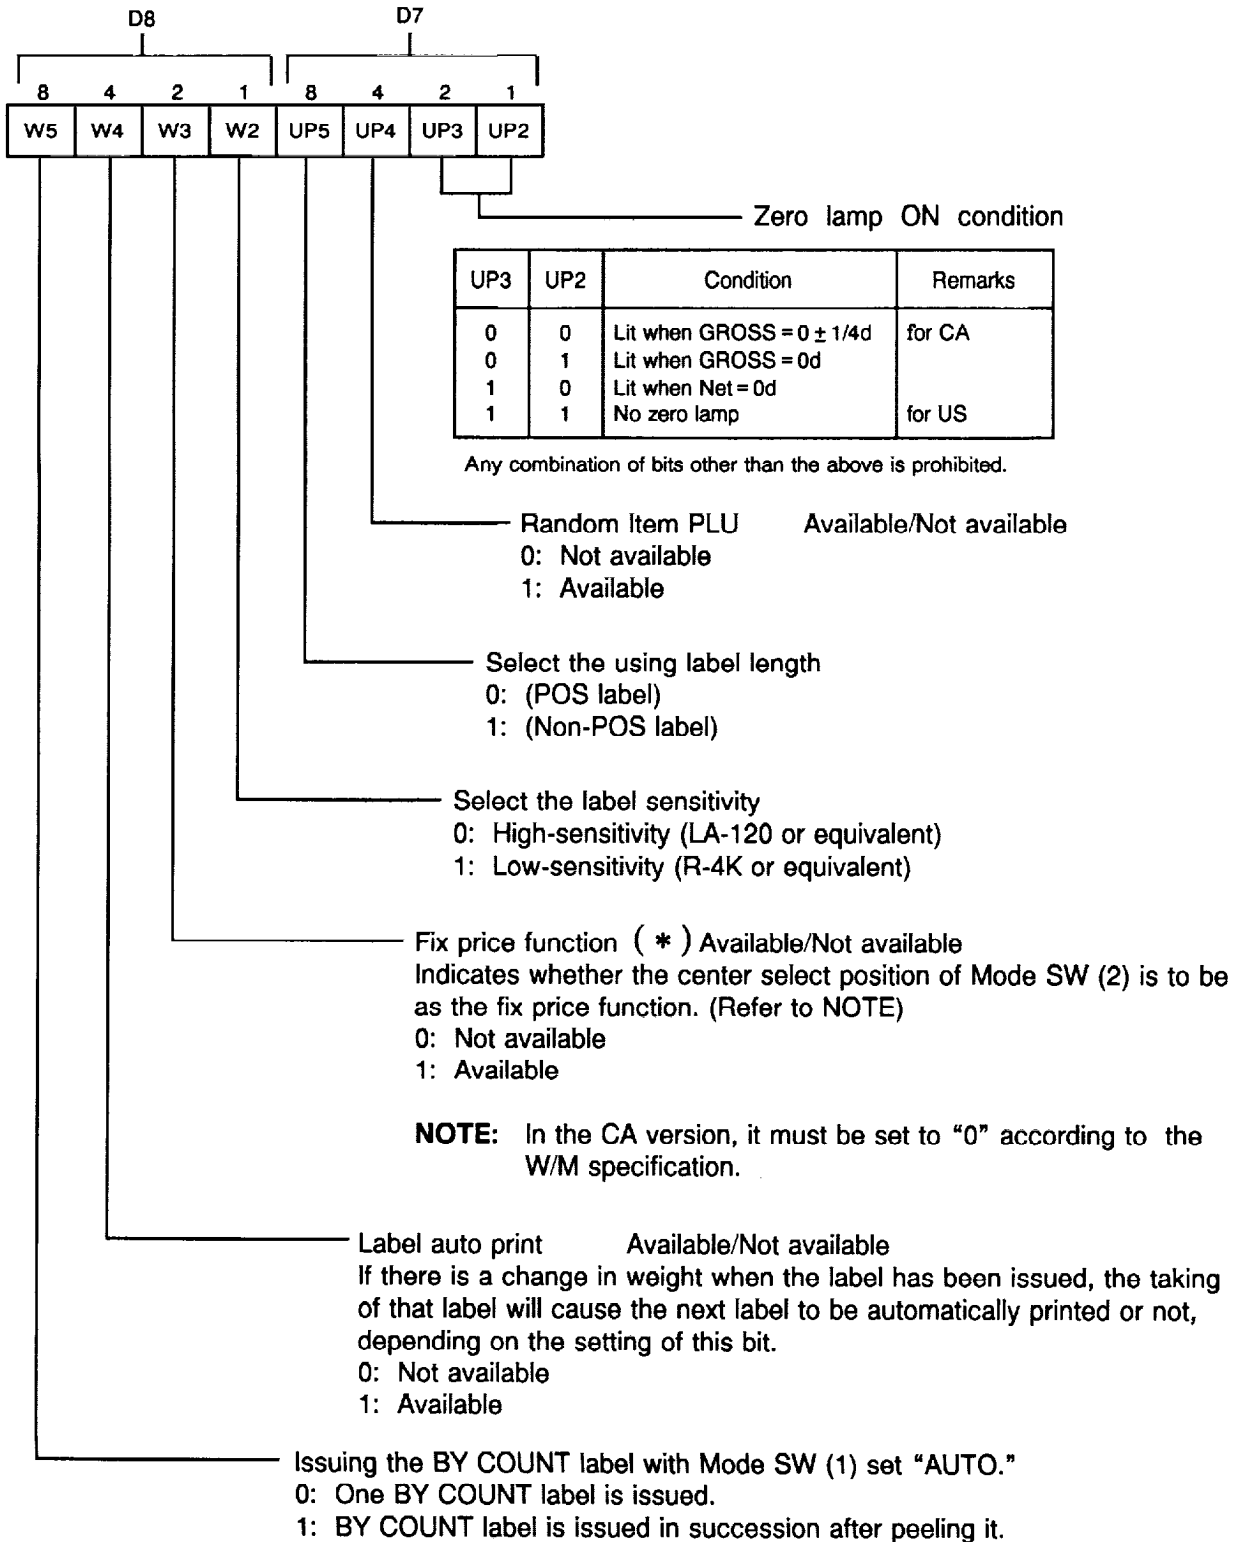 D8 D7
8 4 2 1 8 4 2 1
W5 W4 W3 W2 UP5 UP4 UP3 UP2
Zero lamp ON condition
UP3 UP2 Condition Remarks
0 0 Lit when GROSS = 0 ± 1/4d for CA
0 1 Lit when GROSS = 0d
1 0 Lit when Net = 0d
1 1 No zero lamp for US
Any combination of bits other than the above is prohibited.
Random Item PLU Available/Not available
0: Not available
1: Available
Select the using label length
0: (POS label)
1: (Non-POS label)
Select the label sensitivity
0: High-sensitivity (LA-120 or equivalent)
1: Low-sensitivity (R-4K or equivalent)
Fix price function ( * ) Available/Not available
Indicates whether the center select position of Mode SW (2) is to be
as the fix price function. (Refer to NOTE)
0: Not available
1: Available
NOTE: In the CA version, it must be set to "0" according to the
W/M specification.
Label auto print Available/Not available
If there is a change in weight when the label has been issued, the taking
of that label will cause the next label to be automatically printed or not,
depending on the setting of this bit.
0: Not available
1: Available
Issuing the BY COUNT label with Mode SW (1) set "AUTO."
0: One BY COUNT label is issued.
1: BY COUNT label is issued in succession after peeling it.